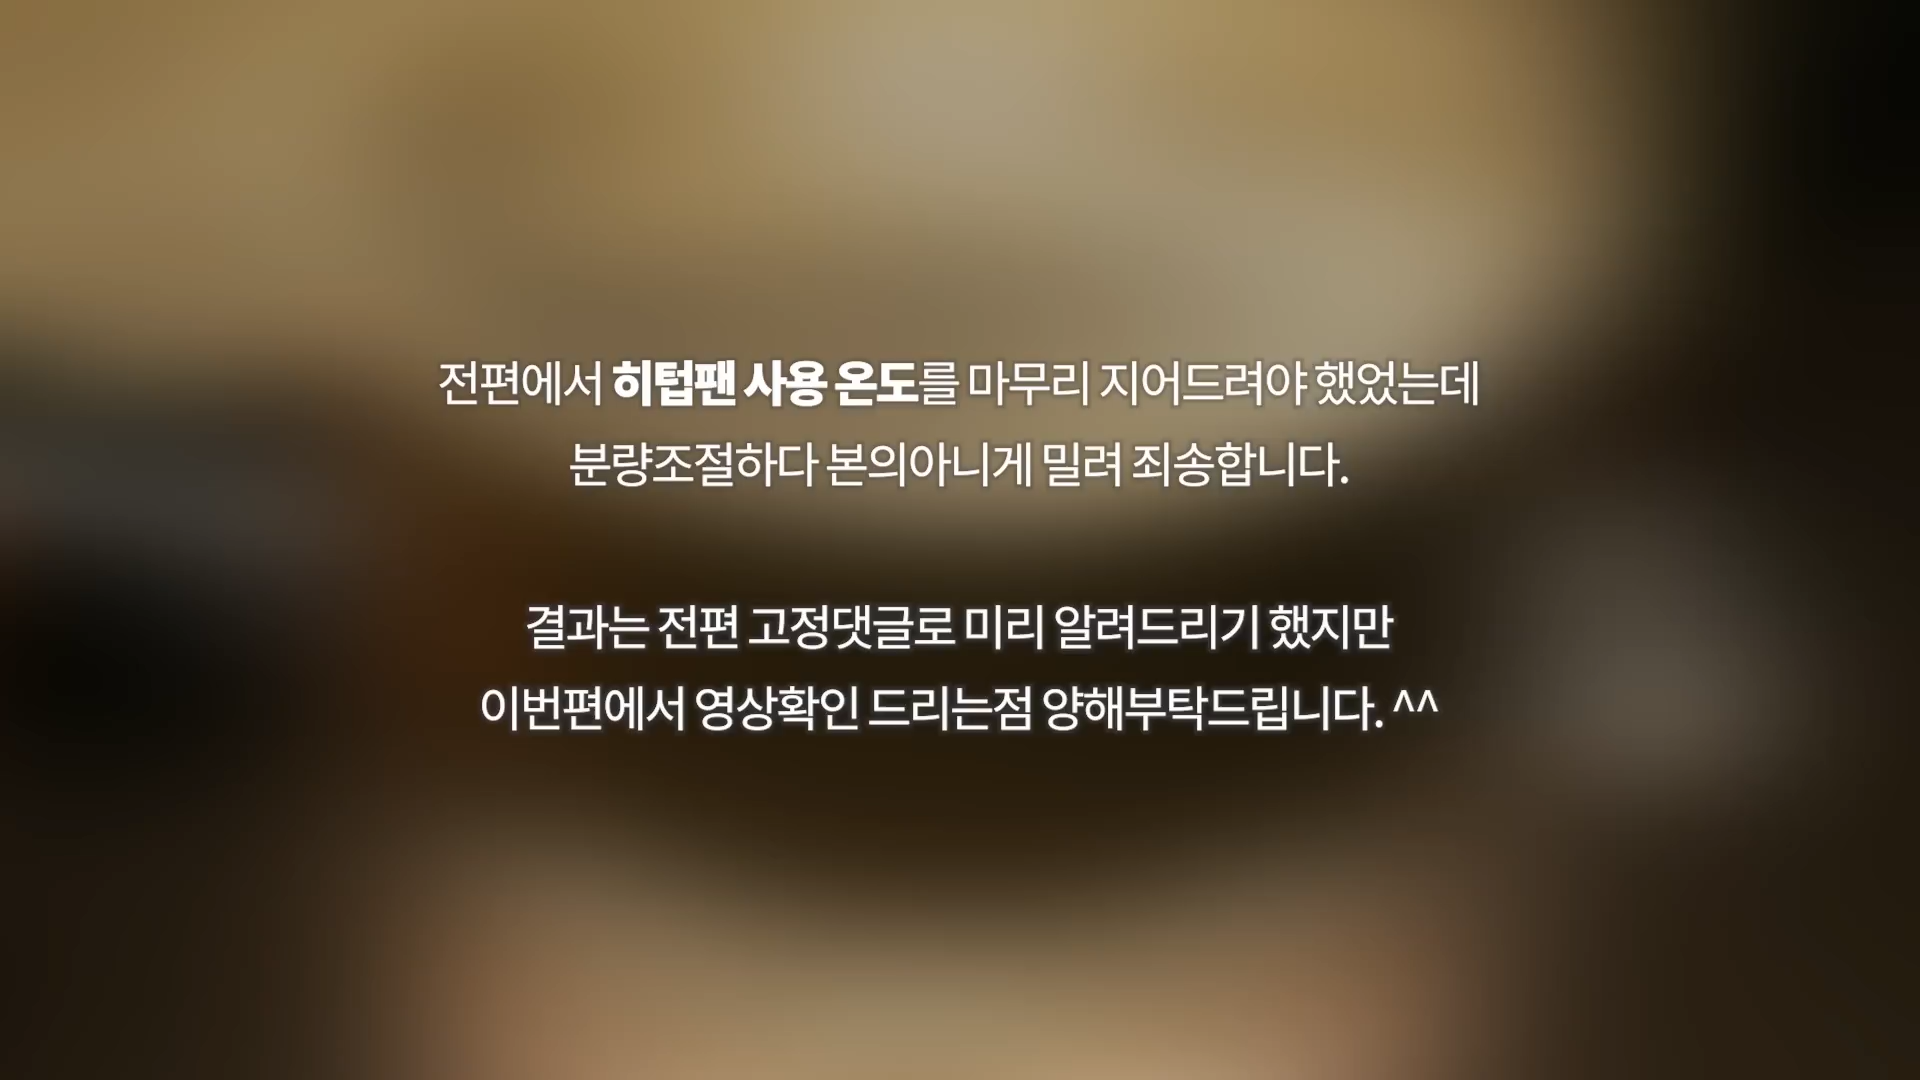 전편에서 히텁팬 사용 온도를 마무리 지어드려야 했었는데
분량조절하다 본의아니게 밀려 죄송합니다.
결과는 전편 고정댓글로 미리 알려드리기 했지만
이번편에서 영상확인 드리는점 양해부탁드립니다. ^^